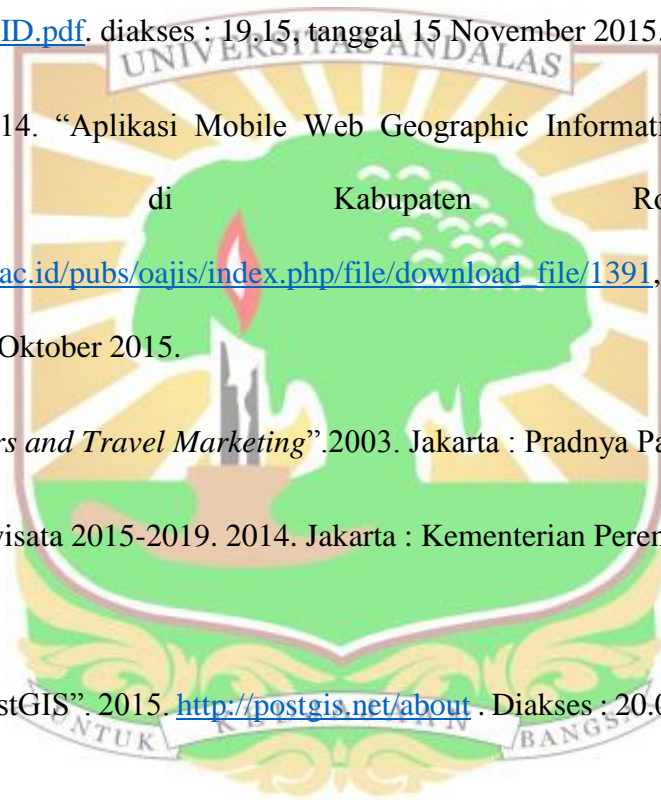 ID.pdf. diakses : 19.15, tanggal 15 November 2015.
UNIVERSITAS ANDALAS
14. “Aplikasi Mobile Web Geographic Informati
di Kabupaten Ro
ac.id/pubs/oajis/index.php/file/download_file/1391,
Oktober 2015.
rs and Travel Marketing”.2003. Jakarta : Pradnya Pa
visata 2015-2019. 2014. Jakarta : Kementerian Peren
stGIS”. 2015. http://postgis.net/about . Diakses : 20.0
UNTUK KEDJAJAAN BANGSA